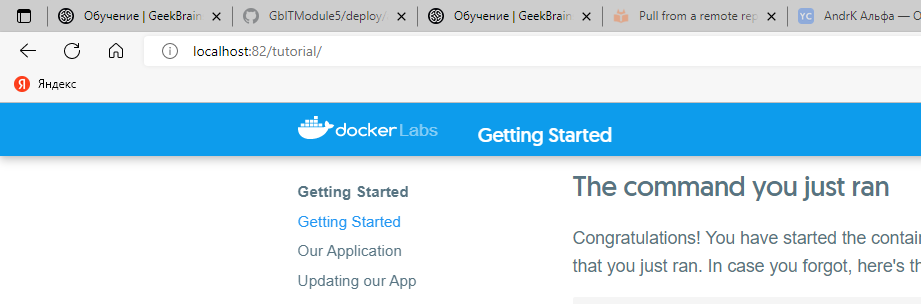 Обучение | GeekBrain
GbITModule5/deploy/
Обучение | GeekBrain
Pull from a remote rep
YC AndrK Альфа — О
localhost:82/tutorial/
Я Яндекс
docker Labs
Getting Started
Getting Started
Getting Started
Our Application
Updating our App
The command you just ran
Congratulations! You have started the contai
that you just ran. In case you forgot, here's th